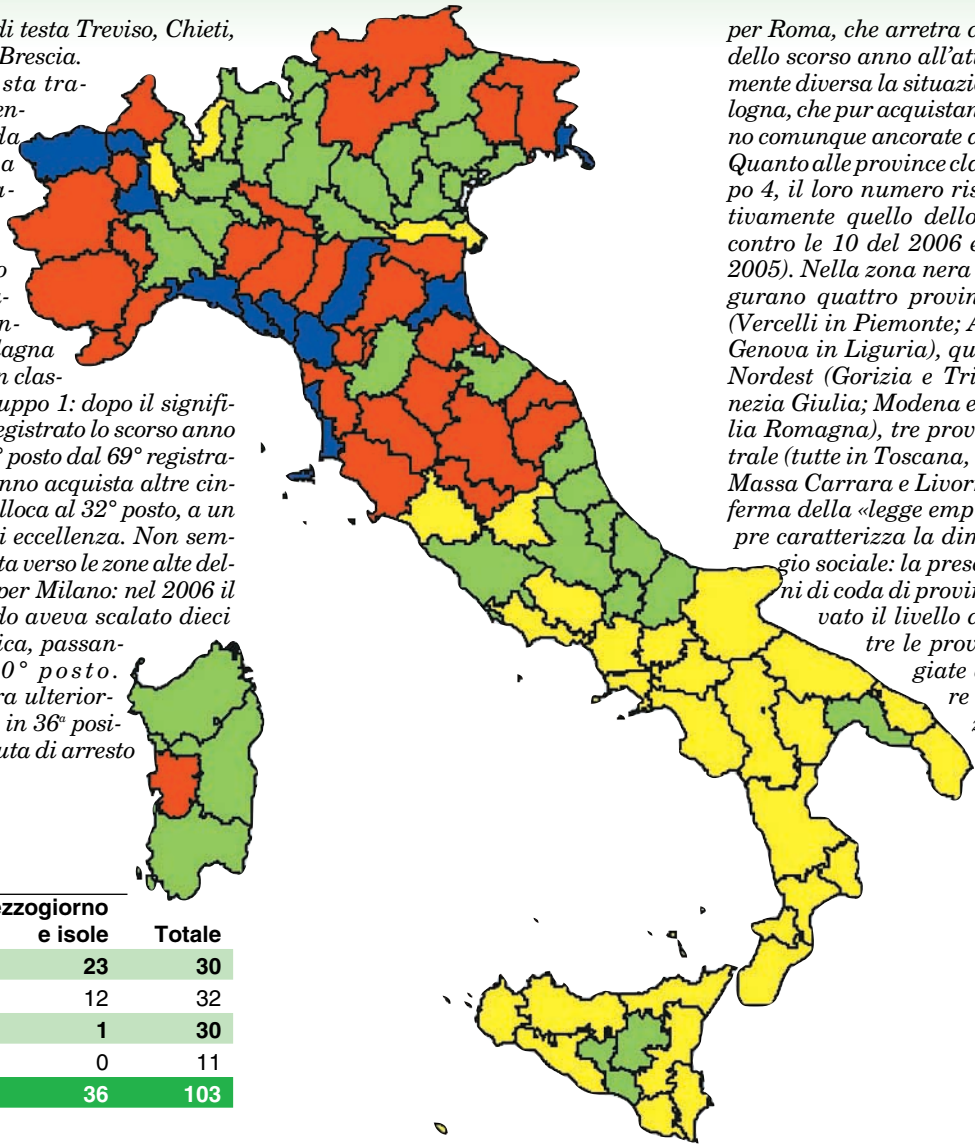 di testa Treviso, Chieti,
Brescia.
sta tra-
en-
da
a
a-
o
a-
n-
lagna
n clas-
uppo 1: dopo il signifi-
egistrato lo scorso anno
° posto dal 69° registra-
nno acquista altre cin-
lloca al 32° posto, a un
i eccellenza. Non sem-
ta verso le zone alte del-
per Milano: nel 2006 il
do aveva scalato dieci
ica, passan-
0° posto.
ra ulterior-
in 36ª posi-
uta di arresto
ezzogiorno
e isole Totale
23 30
12 32
1 30
0 11
36 103
per Roma, che arretra d
dello scorso anno all'att
mente diversa la situazi
logna, che pur acquistan
no comunque ancorate a
Quanto alle province cla
po 4, il loro numero ris
tivamente quello dello
contro le 10 del 2006 e
2005). Nella zona nera
gurano quattro provin
(Vercelli in Piemonte; A
Genova in Liguria), qu
Nordest (Gorizia e Tri
nezia Giulia; Modena e
lia Romagna), tre prov
trale (tutte in Toscana,
Massa Carrara e Livor
ferma della «legge emp
pre caratterizza la dim
gio sociale: la prese
ni di coda di provin
vato il livello d
tre le prov
giate
re